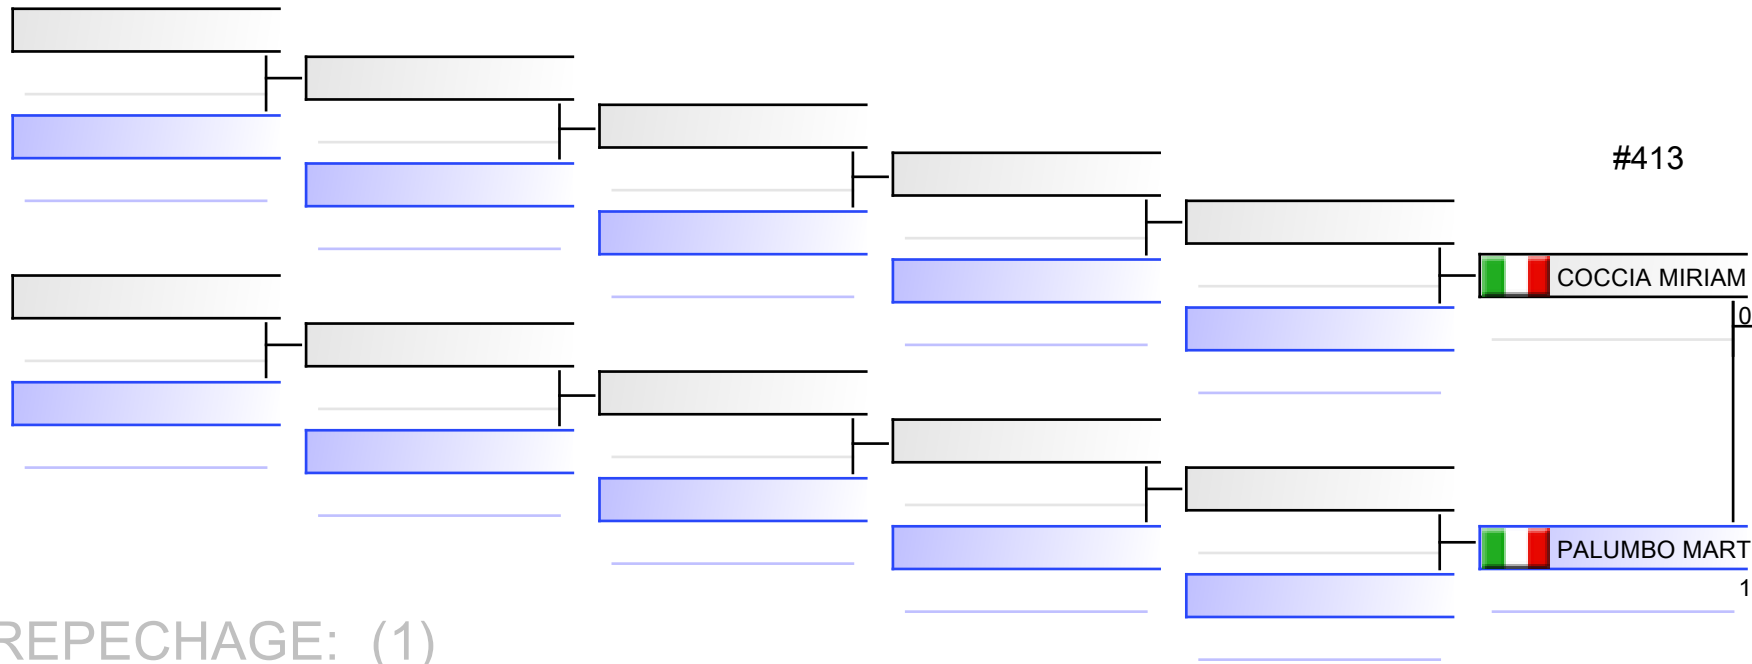 #413
COCCIA MIRIAM
0
PALUMBO MART
1
REPECHAGE: (1)